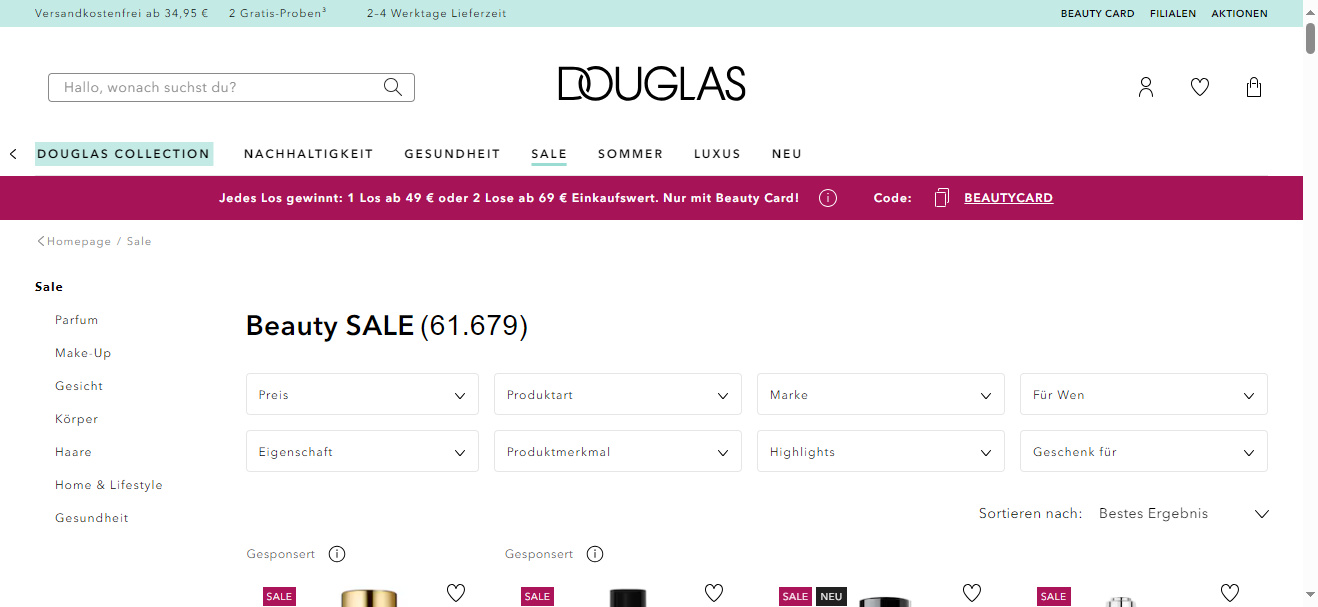 Versandkostenfrei ab 34,95 € 2 Gratis-Proben³ 2–4 Werktage Lieferzeit BEAUTY CARD FILIALEN AKTIONEN
Hallo, wonach suchst du? DOUGLAS
DOUGLAS COLLECTION NACHHALTIGKEIT GESUNDHEIT SALE SOMMER LUXUS NEU
Jedes Los gewinnt: 1 Los ab 49 € oder 2 Lose ab 69 € Einkaufswert. Nur mit Beauty Card! Code: BEAUTYCARD
Homepage / Sale
Sale
Parfum
Make-Up
Gesicht
Körper
Haare
Home & Lifestyle
Gesundheit
Beauty SALE (61.679)
Preis Produktart Marke Für Wen
Eigenschaft Produktmerkmal Highlights Geschenk für
Sortieren nach: Bestes Ergebnis
Gesponsert Gesponsert
SALE SALE SALE NEU SALE